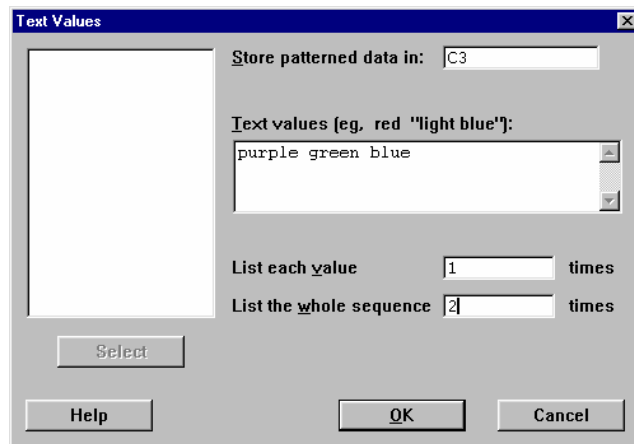 Text Values
Store patterned data in: C3
Text values (eg, red "light blue"):
purple green blue
List each value 1 times
List the whole sequence 2 times
Select
Help OK Cancel